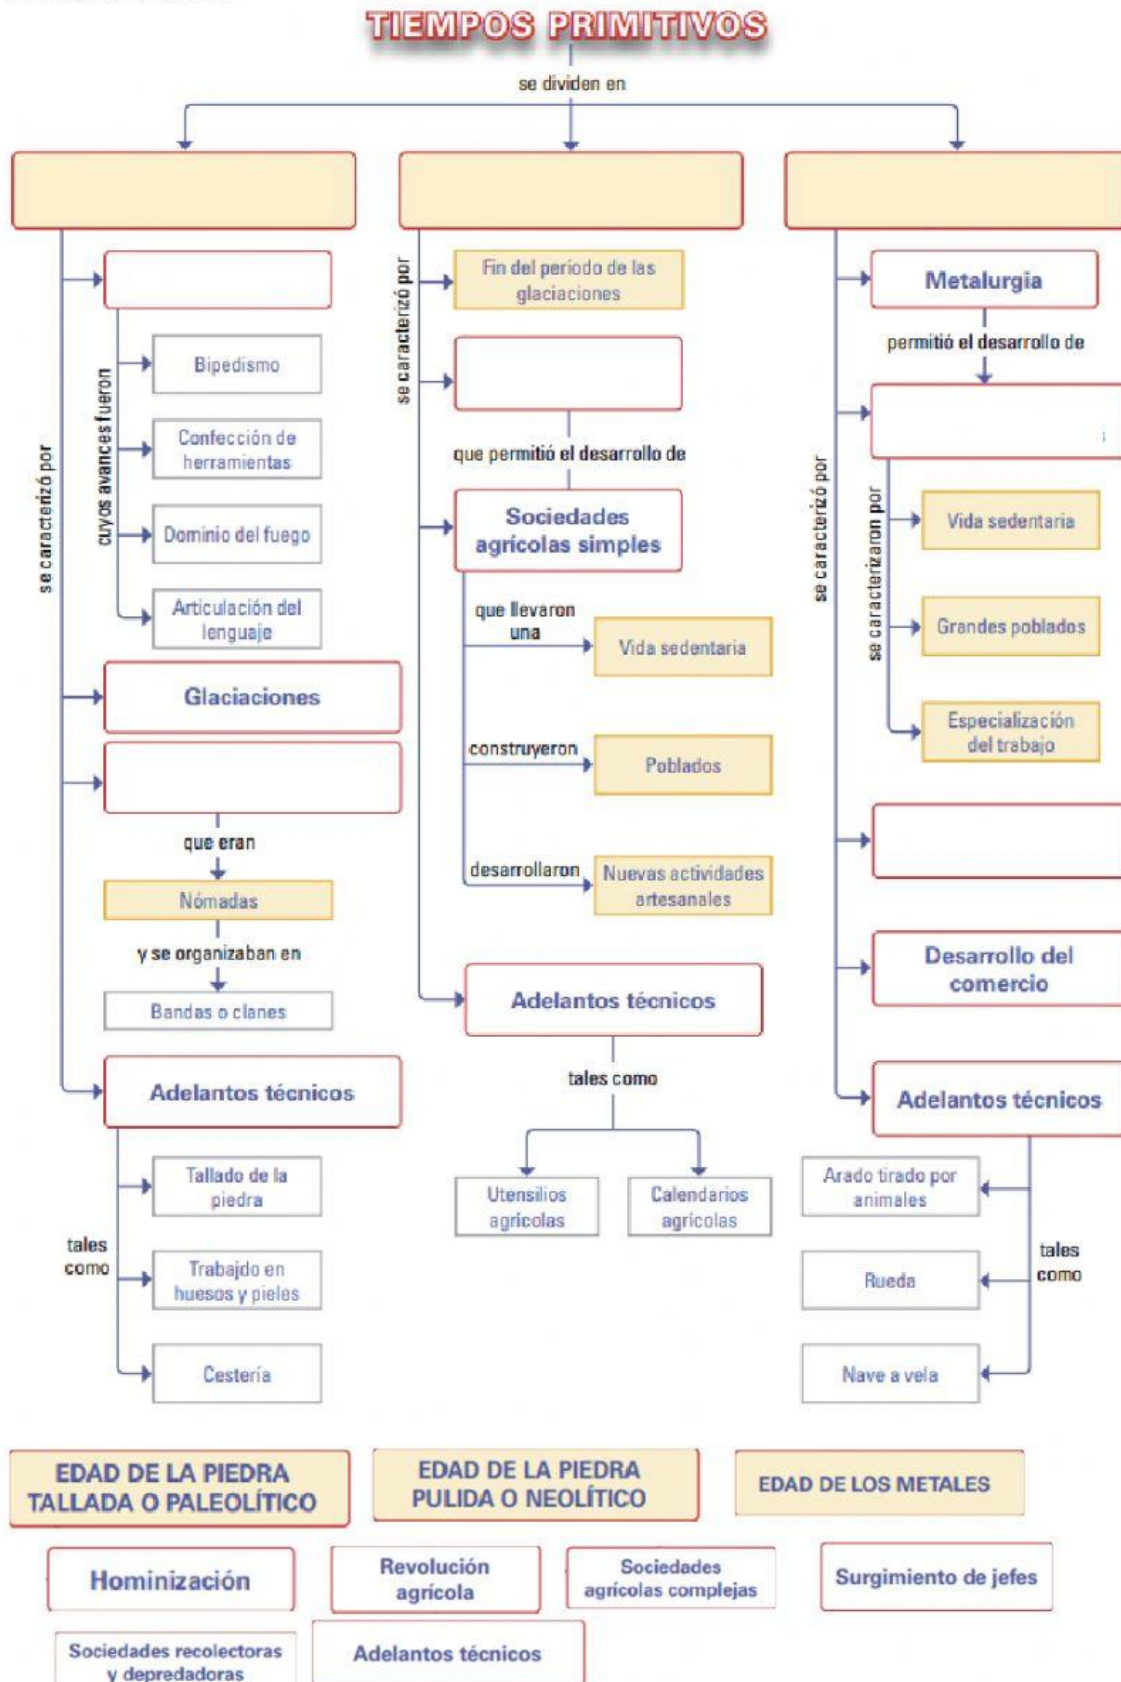 TIEMPOS PRIMITIVOS
se dividen en
se caracterizó por
cuyos avances fueron
Bipedismo
Confección de
herramientas
Dominio del fuego
Articulación del
lenguaje
Glaciaciones
que eran
Nómadas
y se organizaban en
Bandas o clanes
Adelantos técnicos
tales
como
Tallado de la
piedra
Trabajdo en
huesos y pieles
Cestería
se caracterizó por
Fin del período de las
glaciaciones
que permitió el desarrollo de
Sociedades
agrícolas simples
que llevaron
una
Vida sedentaria
construyeron
Poblados
desarrollaron
Nuevas actividades
artesanales
Adelantos técnicos
tales como
Utensilios
agrícolas
Calendarios
agrícolas
se caracterizó por
Metalurgia
permitió el desarrollo de
se caracterizaron por
Vida sedentaria
Grandes poblados
Especialización
del trabajo
Desarrollo del
comercio
Adelantos técnicos
tales
como
Arado tirado por
animales
Rueda
Nave a vela
EDAD DE LA PIEDRA
TALLADA O PALEOLÍTICO
EDAD DE LA PIEDRA
PULIDA O NEOLÍTICO
EDAD DE LOS METALES
Hominización
Revolución
agrícola
Sociedades
agrícolas complejas
Surgimiento de jefes
Sociedades recolectoras
y depredadoras
Adelantos técnicos